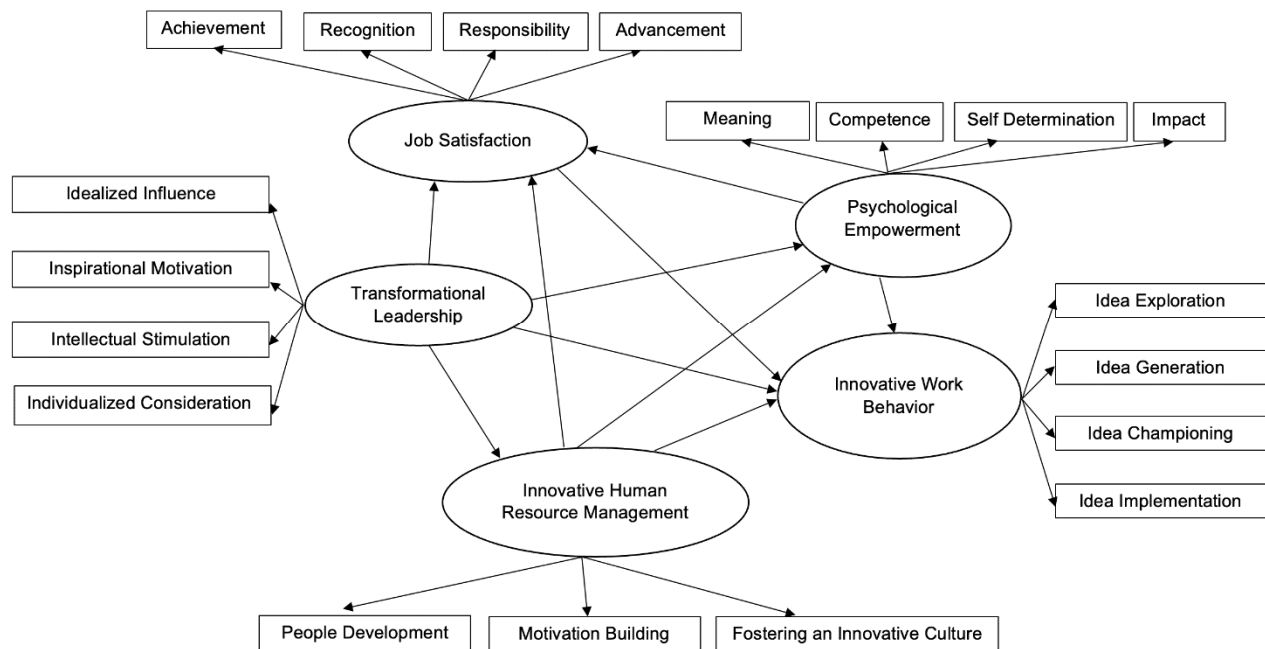 Achievement
Recognition
Responsibility
Advancement
Job Satisfaction
Meaning
Competence
Self Determination
Impact
Psychological
Empowerment
Idealized Influence
Inspirational Motivation
Intellectual Stimulation
Individualized Consideration
Transformational
Leadership
Innovative Work
Behavior
Idea Exploration
Idea Generation
Idea Championing
Idea Implementation
Innovative Human
Resource Management
People Development
Motivation Building
Fostering an Innovative Culture